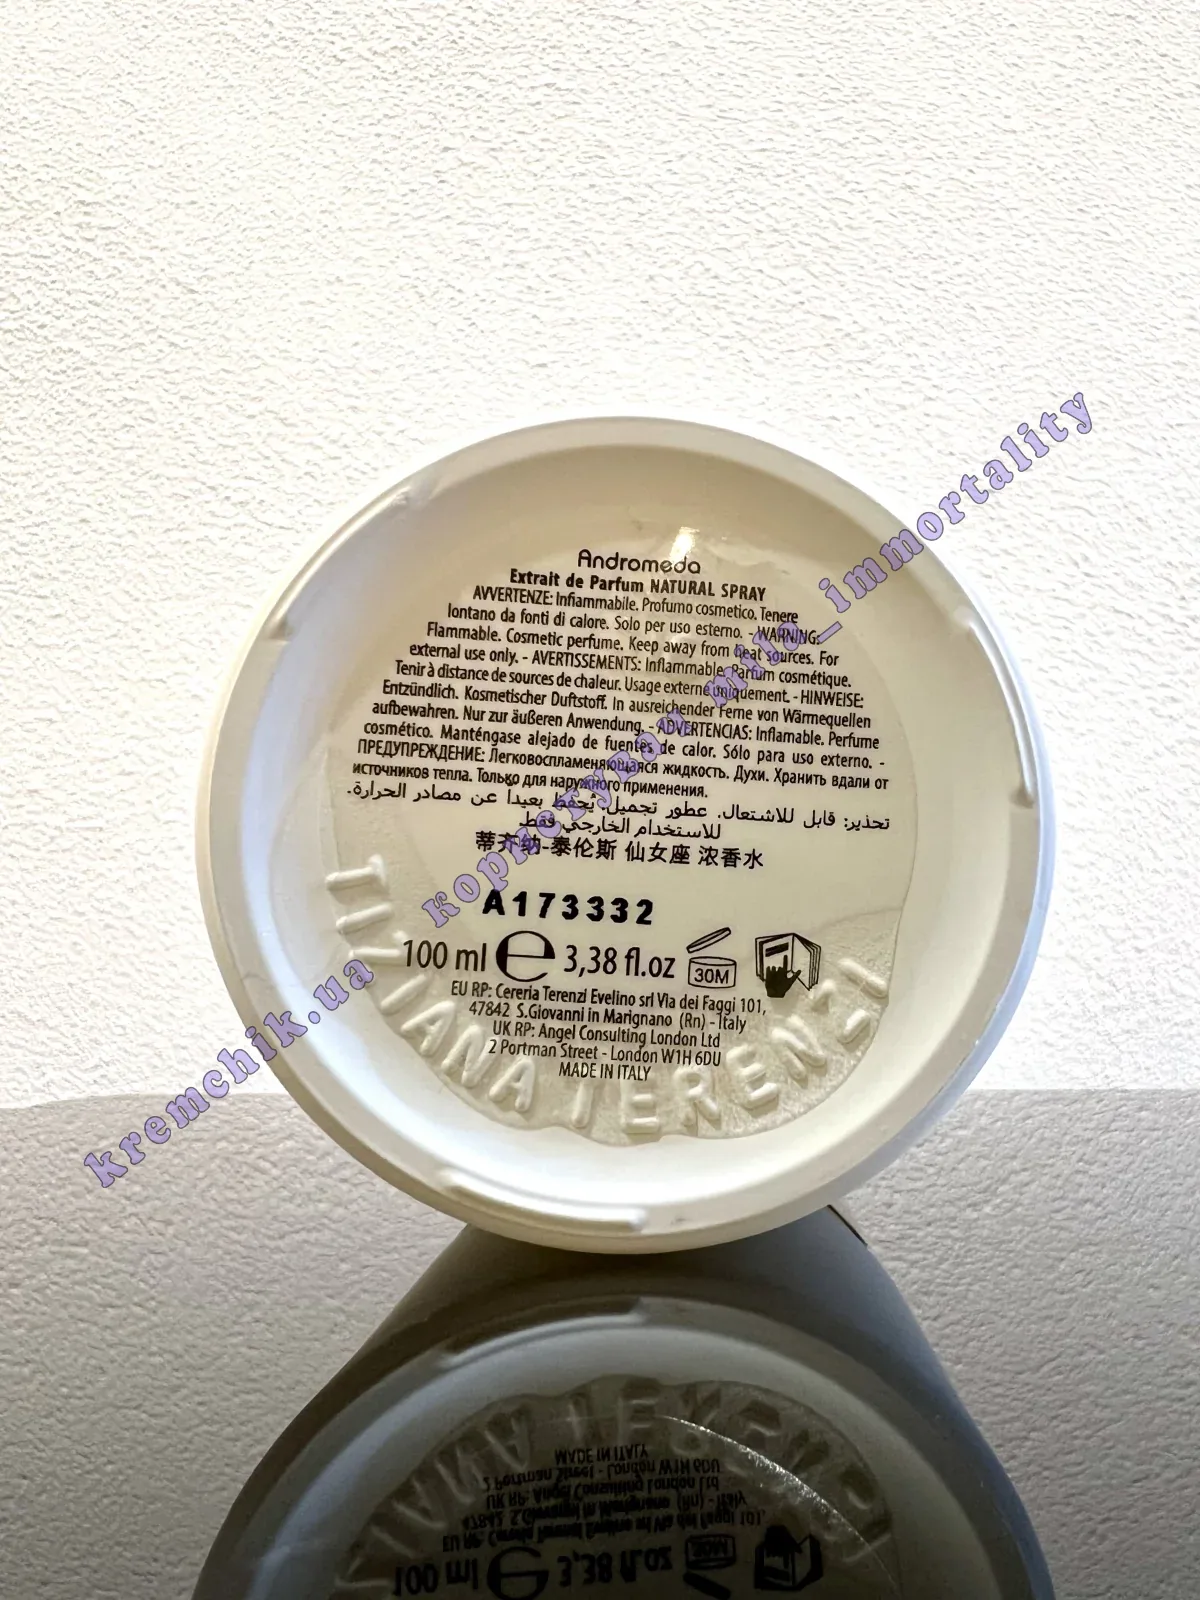 Andromeda
Extrait de Parfum NATURAL SPRAY
AVVERTENZE: Infiammabile. Profumo cosmetico. Tenere
lontano da fonti di calore. Solo per uso esterno. - WARNING:
Flammable. Cosmetic perfume. Keep away from heat sources. For
external use only. - AVERTISSEMENTS: Inflammable. Parfum cosmétique.
Tenir à distance de sources de chaleur. Usage externe uniquement. - HINWEISE:
Entzündlich. Kosmetischer Duftstoff. In ausreichender Ferne von Wärmequellen
aufbewahren. Nur zur äußeren Anwendung. - ADVERTENCIAS: Inflamable. Perfume
cosmético. Manténgase alejado de fuentes de calor. Sólo para uso externo. -
ПРЕДУПРЕЖДЕНИЕ: Легковоспламеняющаяся жидкость. Духи. Хранить вдали от
источников тепла. Только для наружного применения.
تحذير: قابل للاشتعال. عطور تجميل. يُحفظ بعيداً عن مصادر الحرارة.
للاستخدام الخارجي فقط
蒂齐纳-泰伦斯 仙女座 浓香水
A173332
100 ml e 3,38 fl.oz 30M
EU RP: Cereria Terenzi Evelino srl Via dei Faggi 101,
47842 S.Giovanni in Marignano (Rn) - Italy
UK RP: Angel Consulting London Ltd
2 Portman Street - London W1H 6DU
MADE IN ITALY
TIZIANA TERENZI
kremchik.ua користувач mila_immortality